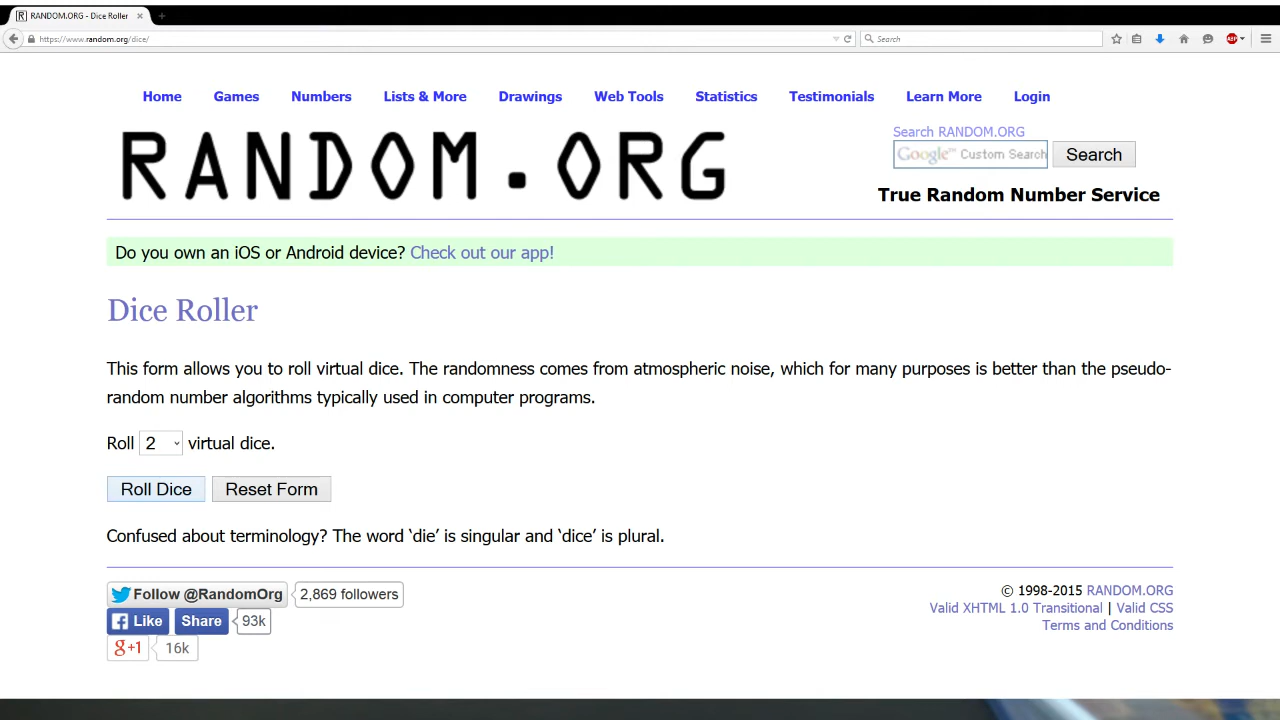 RANDOM.ORG - Dice Roller
https://www.random.org/dice/
Search
ABP
Home Games Numbers Lists & More Drawings Web Tools Statistics Testimonials Learn More Login
RANDOM.ORG
Search RANDOM.ORG
Google™ Custom Search
Search
True Random Number Service
Do you own an iOS or Android device? Check out our app!
Dice Roller
This form allows you to roll virtual dice. The randomness comes from atmospheric noise, which for many purposes is better than the pseudo-
random number algorithms typically used in computer programs.
Roll 2 virtual dice.
Roll Dice Reset Form
Confused about terminology? The word ‘die’ is singular and ‘dice’ is plural.
Follow @RandomOrg 2,869 followers
Like Share 93k
g+1 16k
© 1998-2015 RANDOM.ORG
Valid XHTML 1.0 Transitional | Valid CSS
Terms and Conditions